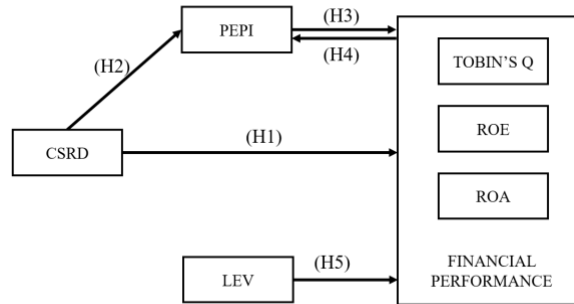 (H3)
PEPI
(H4)
TOBIN'S Q
(H2)
ROE
(H1)
CSRD
ROA
(H5)
LEV
FINANCIAL
PERFORMANCE